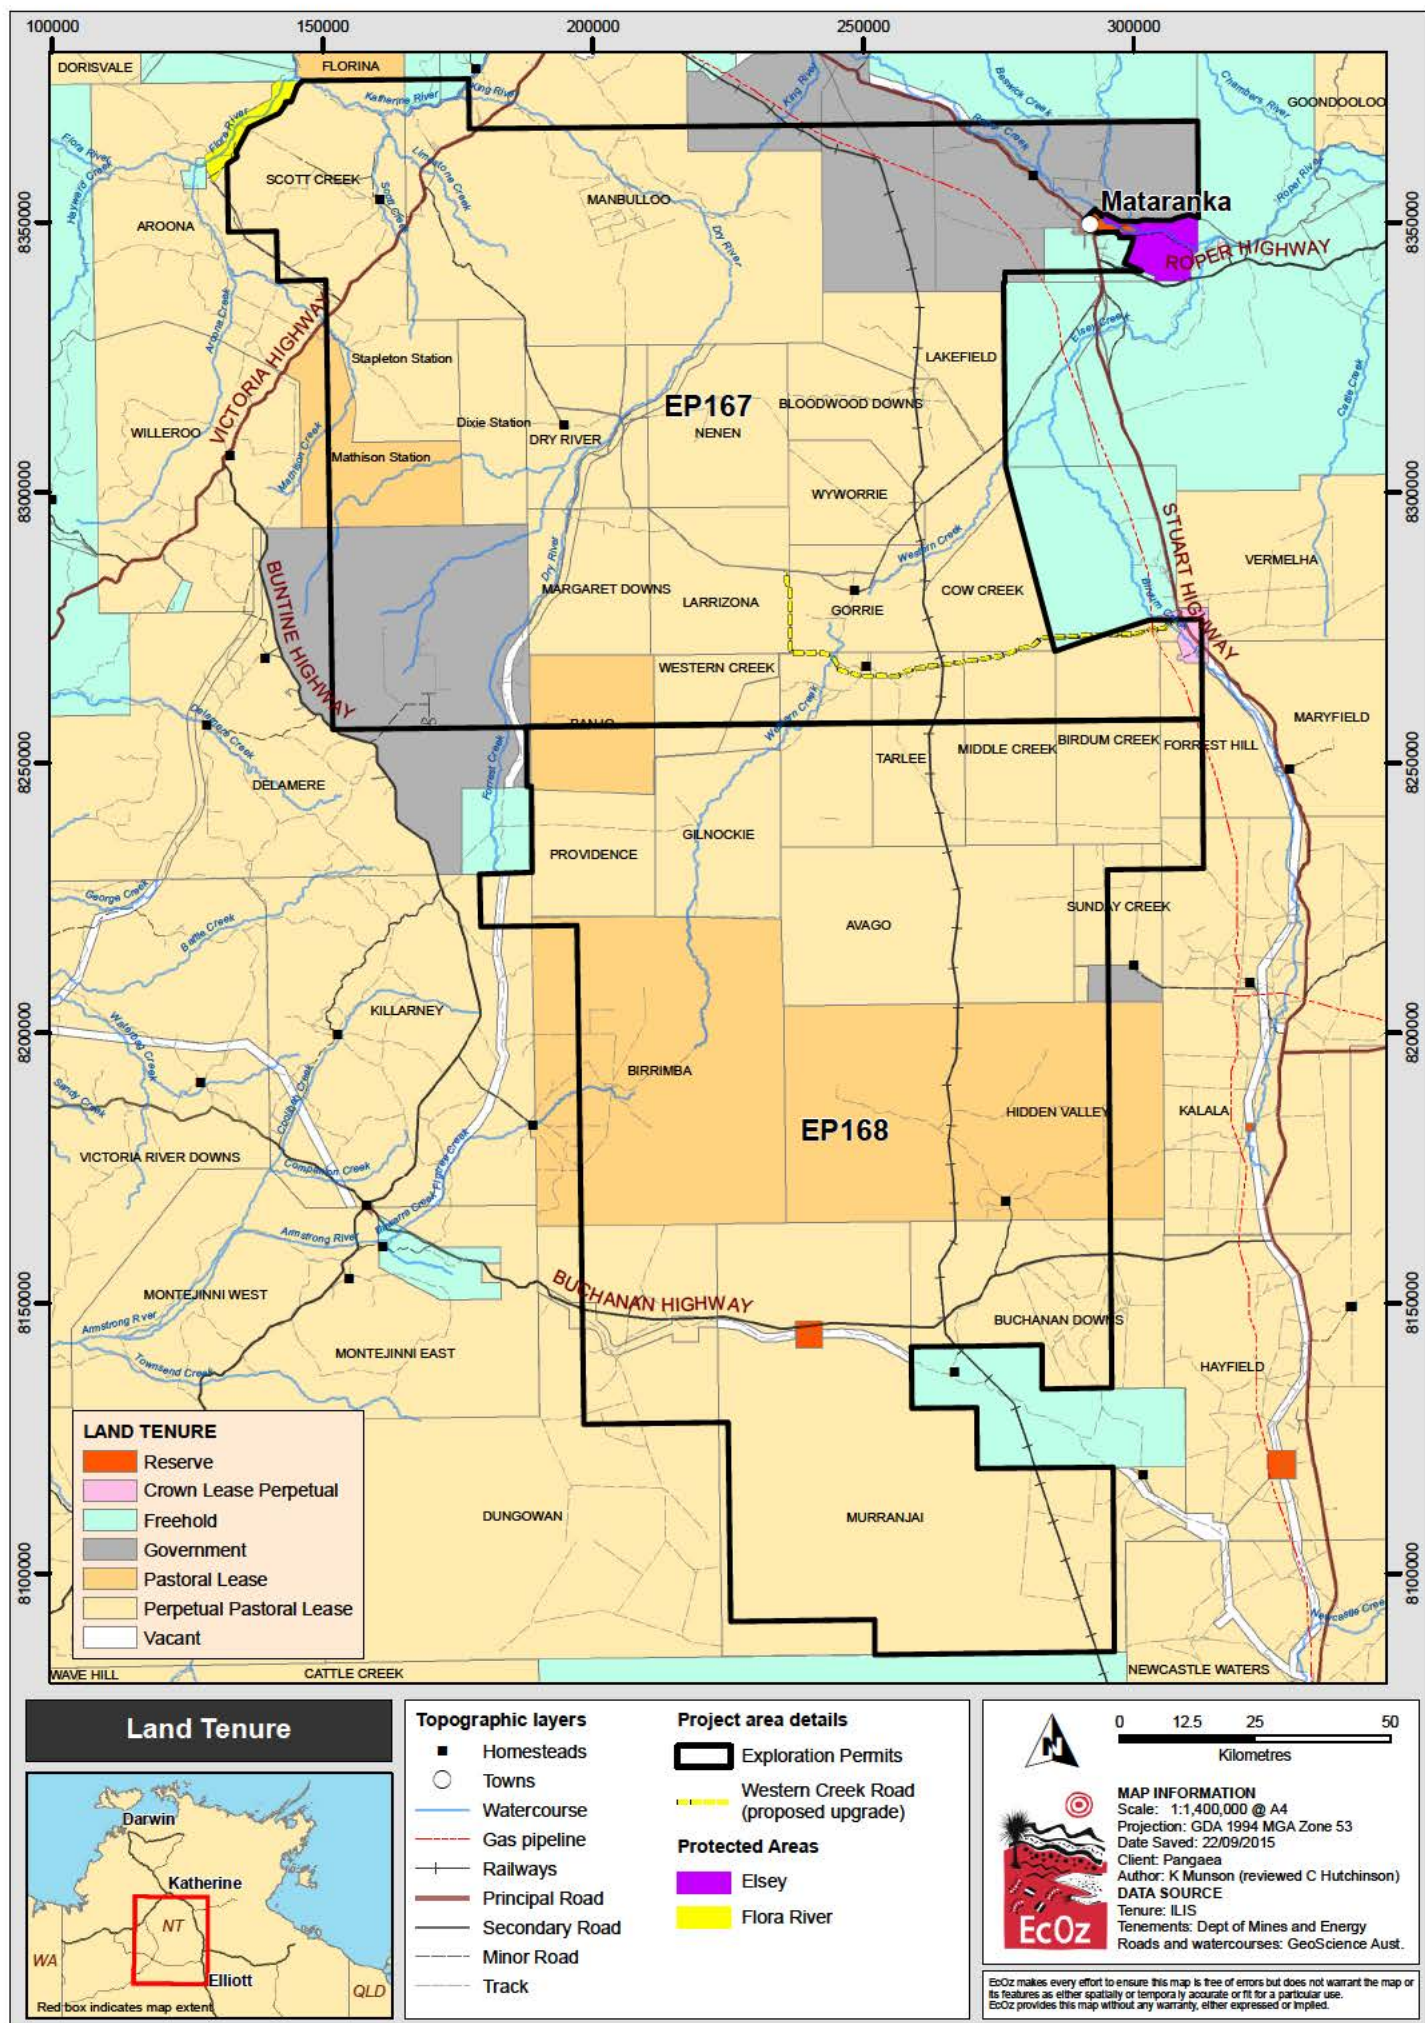 100000
150000
200000
250000
300000
DORISVALE
FLORINA
GOONDOOLOO
Katherine River
King River
King River
Beswick Creek
Roper Creek
Chambers River
Flora River
Flora River
Hayward Creek
Limestone Creek
Scott Creek
SCOTT CREEK
MANBULLOO
Dry River
Roper River
Mataranka
AROONA
ROPER HIGHWAY
8350000
8350000
Aroona Creek
Elsey Creek
Cattle Creek
VICTORIA HIGHWAY
Stapleton Station
LAKEFIELD
EP167
BLOODWOOD DOWNS
NENEN
Dixie Station
DRY RIVER
WILLEROO
Mathison Creek
Mathison Station
WYWORRIE
8300000
8300000
STUART HIGHWAY
Western Creek
VERMELHA
BUNTINE HIGHWAY
Dry River
MARGARET DOWNS
LARRIZONA
GORRIE
COW CREEK
Birdum Creek
WESTERN CREEK
BANJO
Western Creek
Delamere Creek
MARYFIELD
TARLEE
MIDDLE CREEK
BIRDUM CREEK
FORREST HILL
8250000
8250000
DELAMERE
Forrest Creek
GILNOCKIE
PROVIDENCE
George Creek
Battle Creek
AVAGO
SUNDAY CREEK
KILLARNEY
Waterbag Creek
8200000
8200000
Sandy Creek
Coolibah Creek
BIRRIMBA
HIDDEN VALLEY
KALALA
EP168
VICTORIA RIVER DOWNS
Companion Creek
Armstrong River
MONTEJINNI WEST
BUCHANAN HIGHWAY
8150000
8150000
BUCHANAN DOWNS
Armstrong River
MONTEJINNI EAST
Townsend Creek
HAYFIELD
LAND TENURE
Reserve
Crown Lease Perpetual
Freehold
Government
Pastoral Lease
Perpetual Pastoral Lease
Vacant
DUNGOWAN
MURRANJAI
8100000
8100000
WAVE HILL
CATTLE CREEK
NEWCASTLE WATERS
Land Tenure
Darwin
Katherine
NT
WA
Elliott
QLD
Red box indicates map extent
Topographic layers
Homesteads
Towns
Watercourse
Gas pipeline
Railways
Principal Road
Secondary Road
Minor Road
Track
Project area details
Exploration Permits
Western Creek Road
(proposed upgrade)
Protected Areas
Elsey
Flora River
N
0 12.5 25 50
Kilometres
MAP INFORMATION
Scale: 1:1,400,000 @ A4
Projection: GDA 1994 MGA Zone 53
Date Saved: 22/09/2015
Client: Pangaea
Author: K Munson (reviewed C Hutchinson)
DATA SOURCE
Tenure: ILIS
Tenements: Dept of Mines and Energy
Roads and watercourses: GeoScience Aust.
EcOz
EcOz makes every effort to ensure this map is free of errors but does not warrant the map or
its features as either spatially or temporally accurate or fit for a particular use.
EcOz provides this map without any warranty, either expressed or implied.